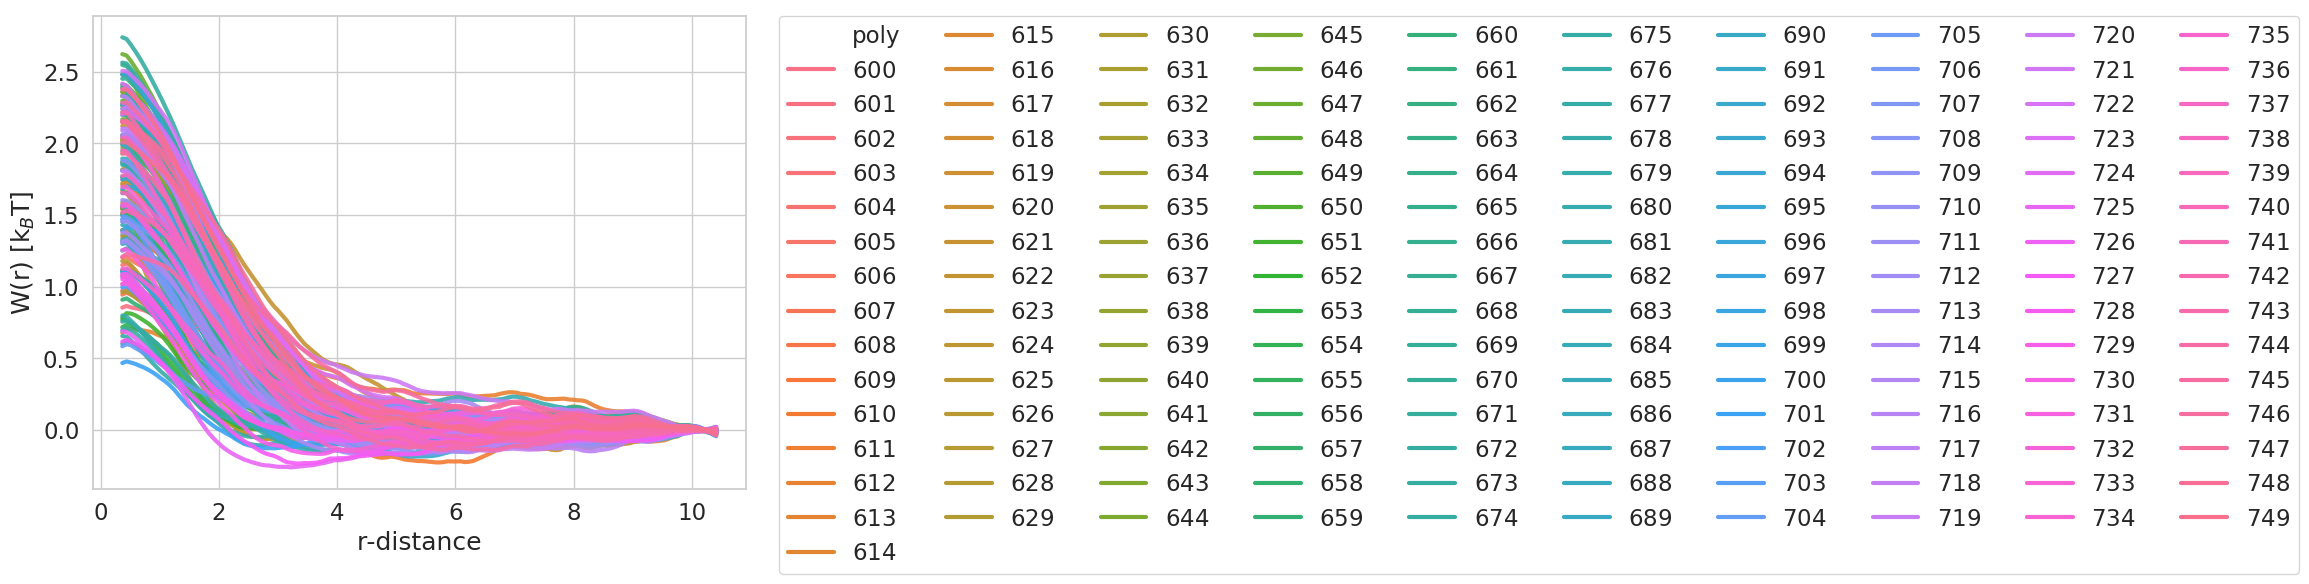 2.5
2.0
1.5
1.0
0.5
0.0
W(r) [k_BT]
0 2 4 6 8 10
r-distance
poly 615 630 645 660 675 690 705 720 735
600 616 631 646 661 676 691 706 721 736
601 617 632 647 662 677 692 707 722 737
602 618 633 648 663 678 693 708 723 738
603 619 634 649 664 679 694 709 724 739
604 620 635 650 665 680 695 710 725 740
605 621 636 651 666 681 696 711 726 741
606 622 637 652 667 682 697 712 727 742
607 623 638 653 668 683 698 713 728 743
608 624 639 654 669 684 699 714 729 744
609 625 640 655 670 685 700 715 730 745
610 626 641 656 671 686 701 716 731 746
611 627 642 657 672 687 702 717 732 747
612 628 643 658 673 688 703 718 733 748
613 629 644 659 674 689 704 719 734 749
614